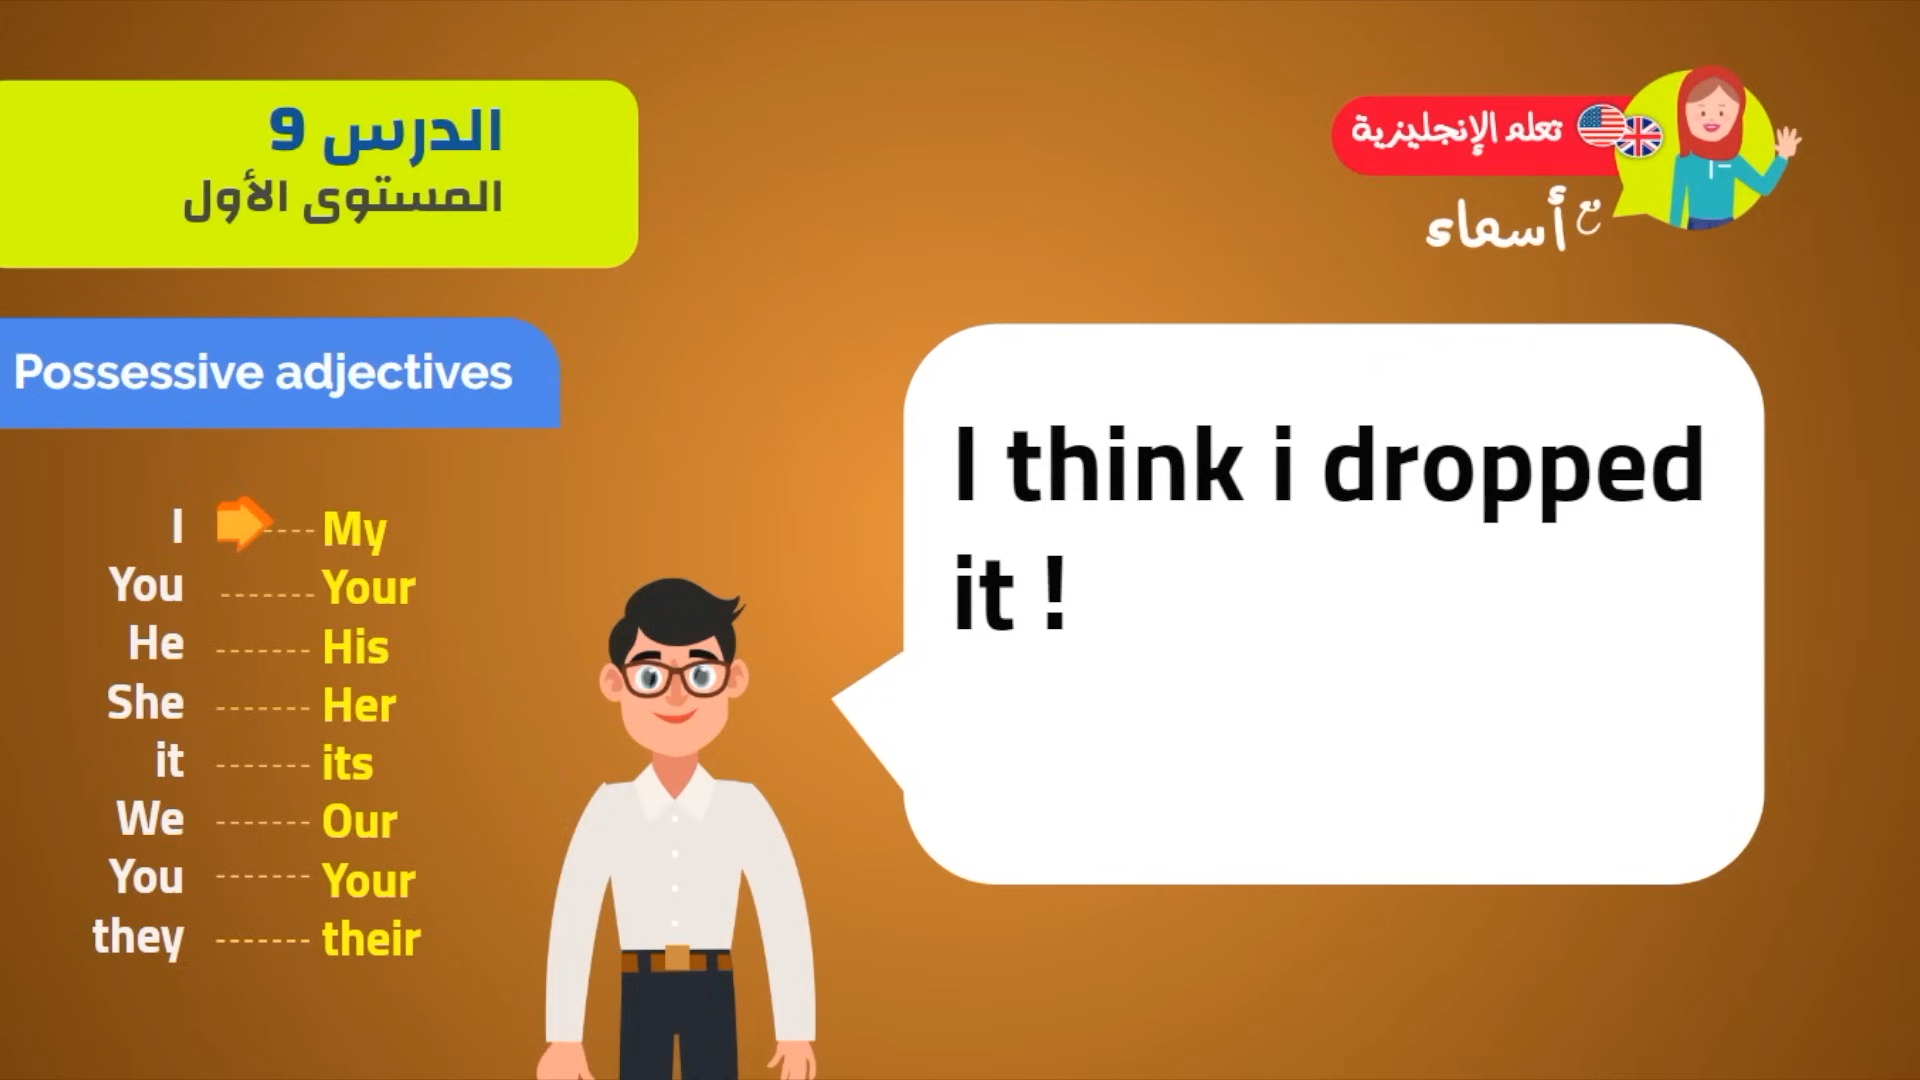 الدرس 9
المستوى الأول
تعلم الإنجليزية
مع أسماء
Possessive adjectives
I ---- My
You ------- Your
He ------- His
She ------- Her
it ------- its
We ------- Our
You ------- Your
they ------- their
I think i dropped
it !